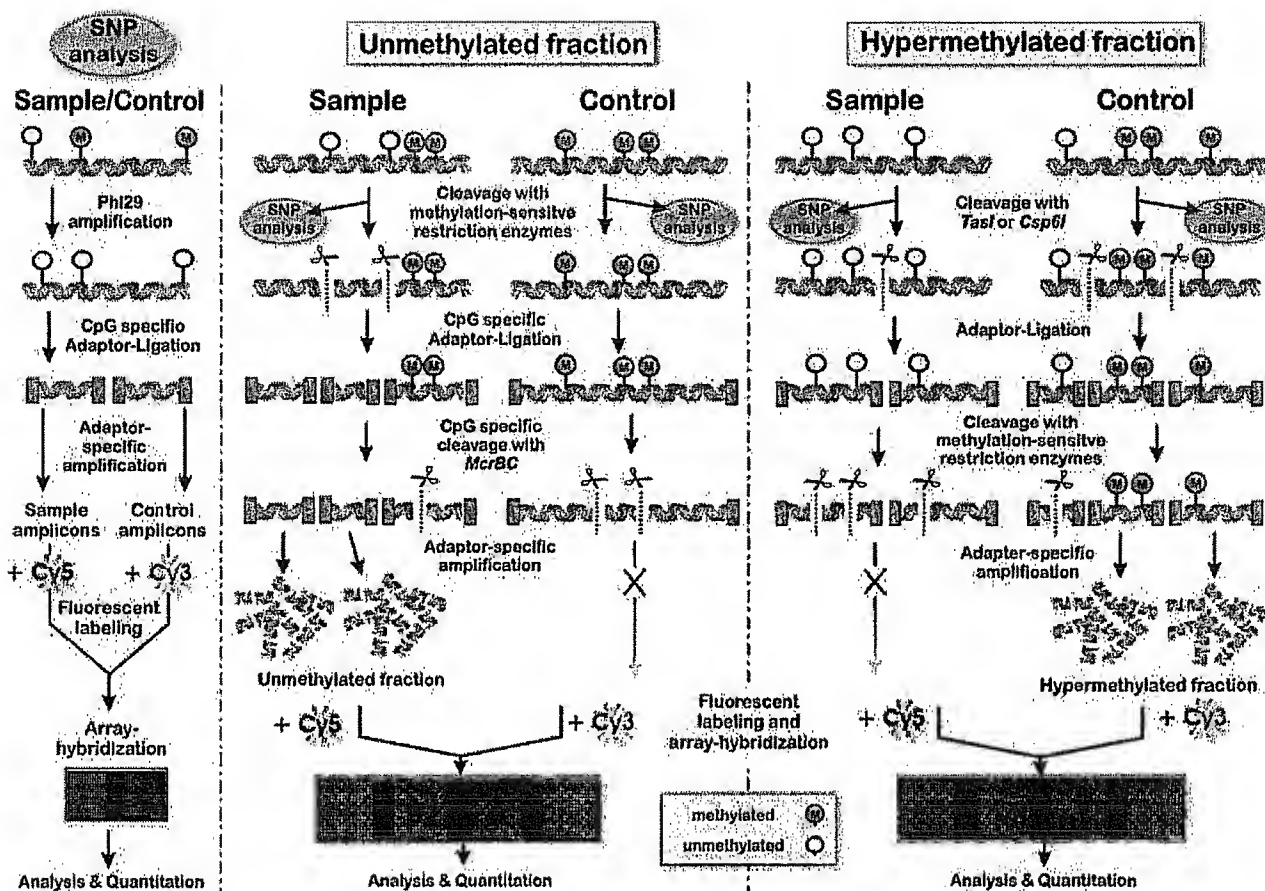 SNP
analysis
Sample/Control
M
M
Phl29
amplification
CpG specific
Adaptor-Ligation
Adaptor-
specific
amplification
Sample
amplicons
Control
amplicons
+ Cy5
+ Cy3
Fluorescent
labeling
Array-
hybridization
Analysis & Quantitation
Unmethylated fraction
Sample
Control
M M
M
M M
Cleavage with
methylation-sensitve
restriction enzymes
SNP
analysis
SNP
analysis
M M
M
M M
CpG specific
Adaptor-Ligation
M M
M
M M
CpG specific
cleavage with
McrBC
Adaptor-specific
amplification
Unmethylated fraction
+ Cy5
+ Cy3
Analysis & Quantitation
Hypermethylated fraction
Sample
Control
M M
M
Cleavage with
TasI or Csp6I
SNP
analysis
SNP
analysis
M M
M
Adaptor-Ligation
M M
M
Cleavage with
methylation-sensitve
restriction enzymes
M M
M
Adapter-specific
amplification
Hypermethylated fraction
Fluorescent
labeling and
array-hybridization
+ Cy5
+ Cy3
methylated M
unmethylated
Analysis & Quantitation